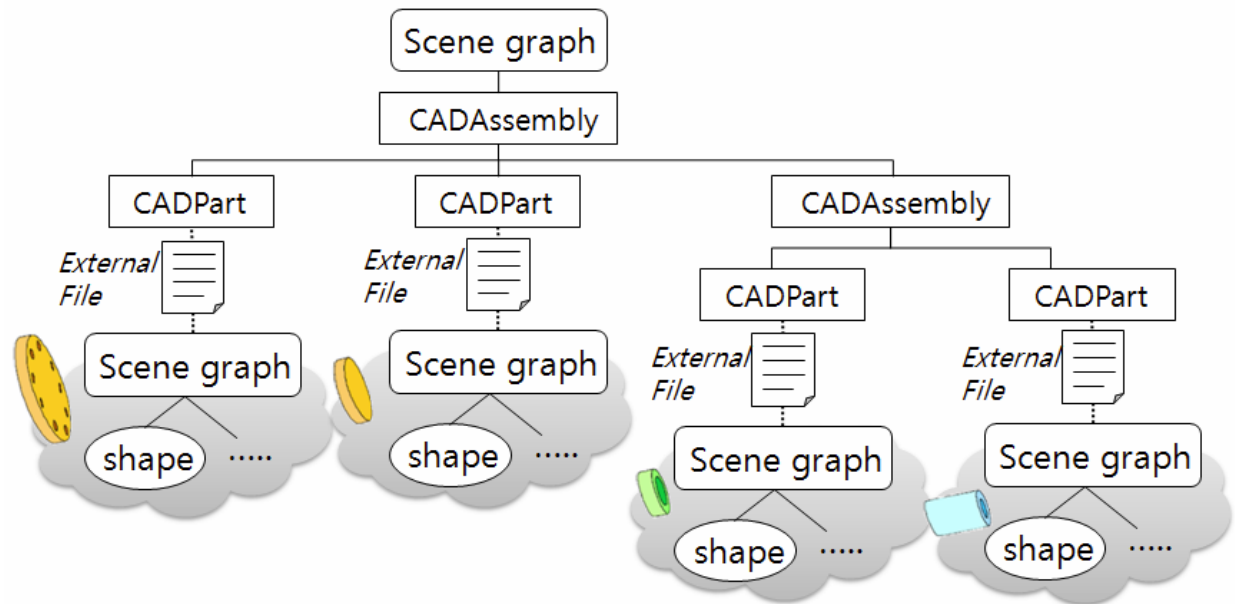 Scene graph
CADAssembly
CADPart
CADPart
CADAssembly
External
File
External
File
CADPart
CADPart
Scene graph
Scene graph
External
File
External
File
shape
.....
shape
.....
Scene graph
Scene graph
shape
.....
shape
.....